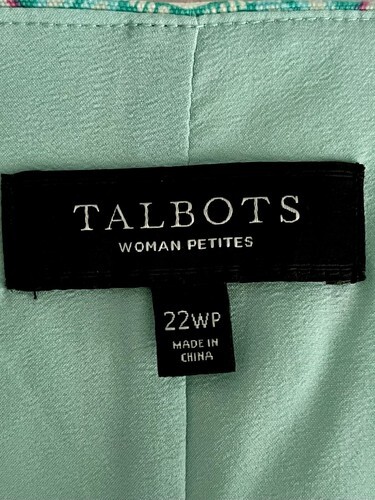 TALBOTS
WOMAN PETITES
22WP
MADE IN
CHINA